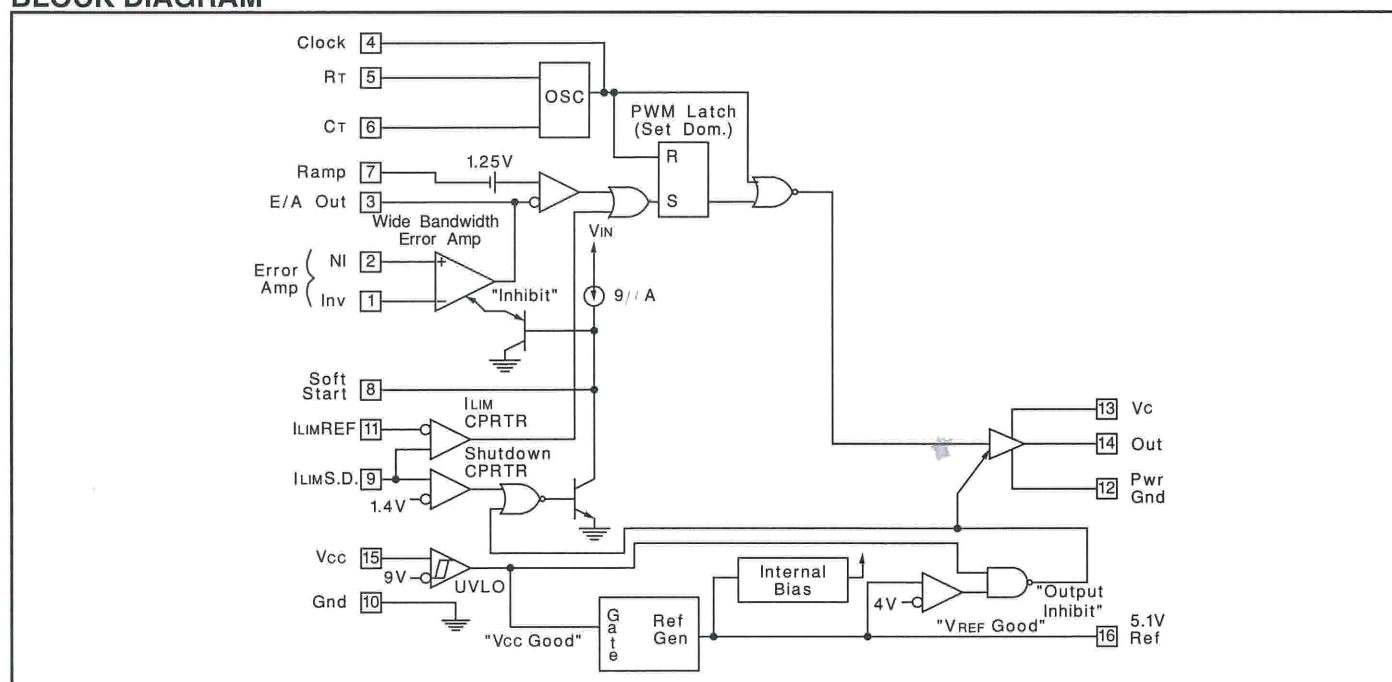 BLOCK DIAGRAM
Clock 4
RT 5
OSC
CT 6
PWM Latch
(Set Dom.)
R
S
Ramp 7
1.25V
E/A Out 3
Wide Bandwidth
Error Amp
Error
Amp
NI 2
+
Inv 1
−
"Inhibit"
VIN
9//A
Soft
Start 8
ILIM
CPRTR
ILIMREF 11
Shutdown
CPRTR
ILIMS.D. 9
1.4V
13 Vc
14 Out
12 Pwr
Gnd
Vcc 15
9V
UVLO
Gnd 10
"Vcc Good"
Gate
Ref
Gen
Internal
Bias
4V
"VREF Good"
"Output
Inhibit"
16 5.1V
Ref